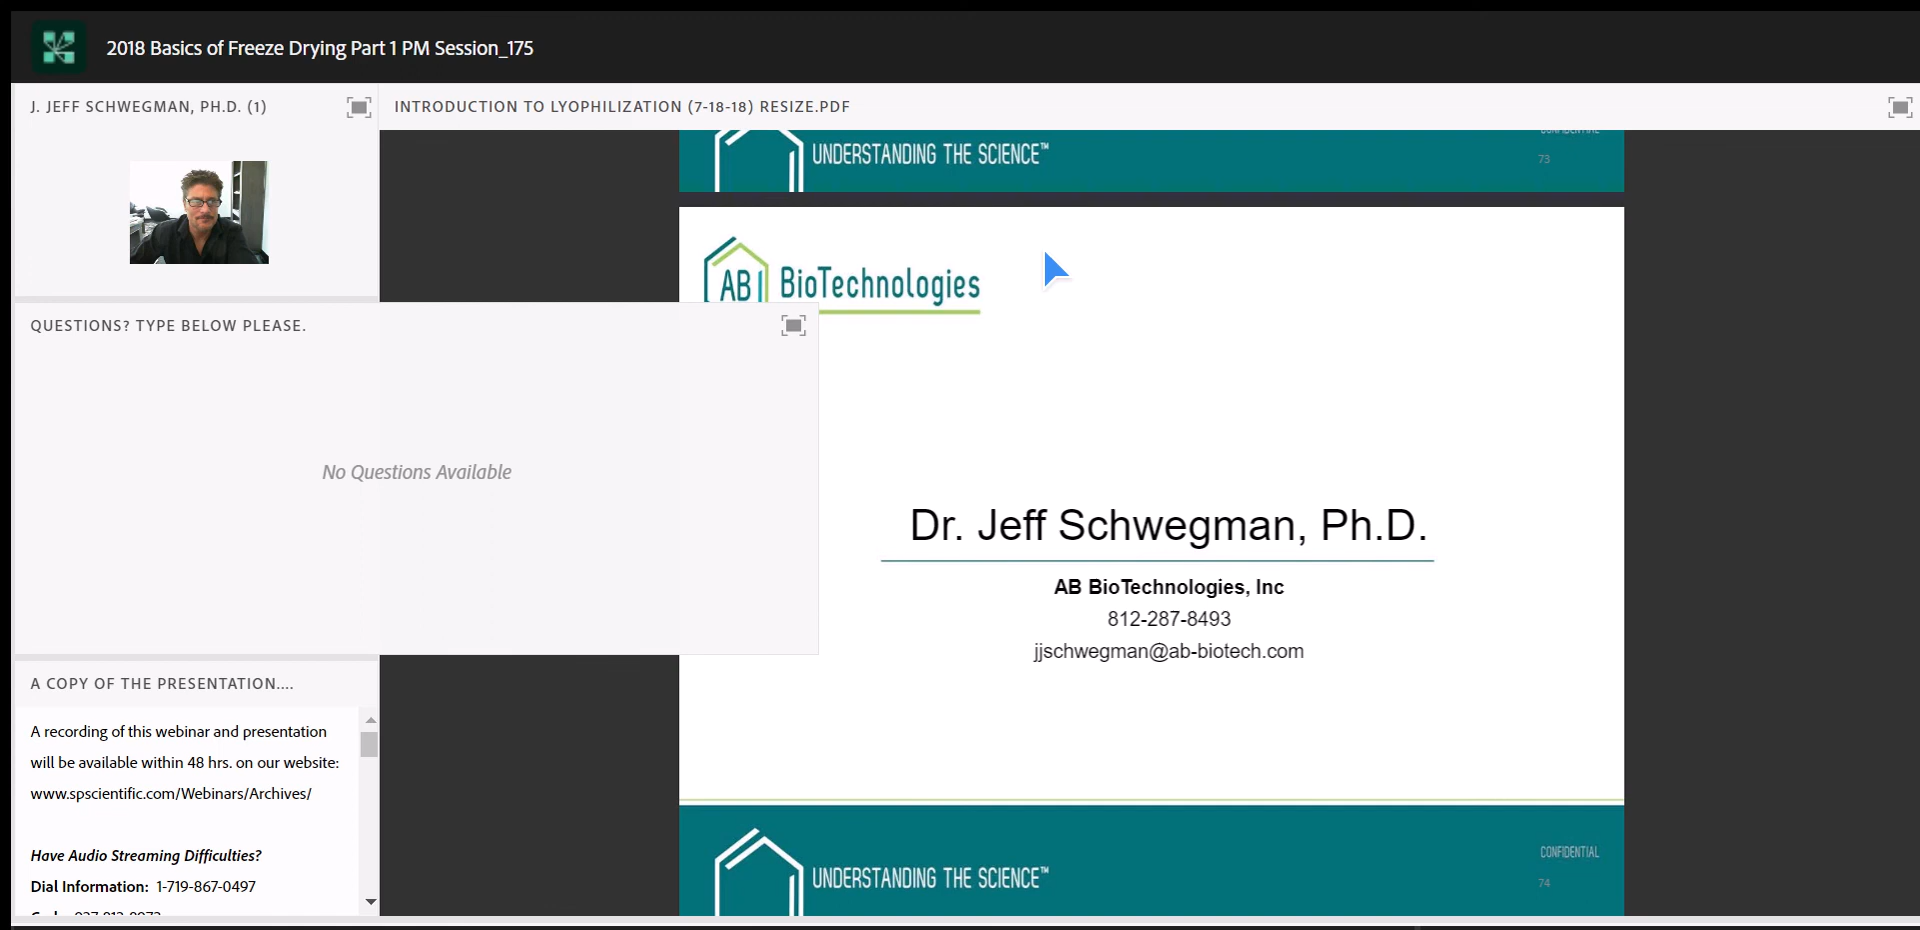 2018 Basics of Freeze Drying Part 1 PM Session_175
J. JEFF SCHWEGMAN, PH.D. (1)
INTRODUCTION TO LYOPHILIZATION (7-18-18) RESIZE.PDF
UNDERSTANDING THE SCIENCE™
CONFIDENTIAL
73
AB BioTechnologies
QUESTIONS? TYPE BELOW PLEASE.
No Questions Available
Dr. Jeff Schwegman, Ph.D.
AB BioTechnologies, Inc
812-287-8493
jjschwegman@ab-biotech.com
A COPY OF THE PRESENTATION....
A recording of this webinar and presentation
will be available within 48 hrs. on our website:
www.spscientific.com/Webinars/Archives/
Have Audio Streaming Difficulties?
Dial Information: 1-719-867-0497
UNDERSTANDING THE SCIENCE™
CONFIDENTIAL
74